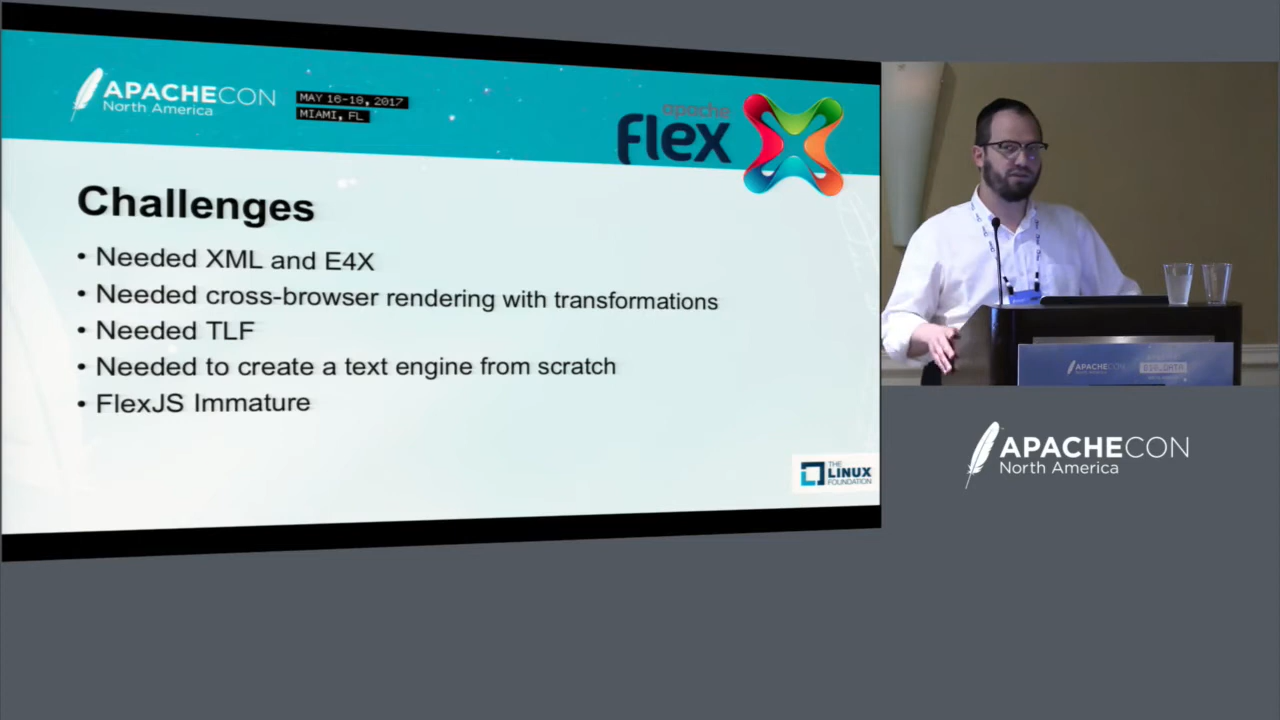 APACHECON
North America
MAY 16-18, 2017
MIAMI, FL
apache
flex
Challenges
• Needed XML and E4X
• Needed cross-browser rendering with transformations
• Needed TLF
• Needed to create a text engine from scratch
• FlexJS Immature
THE
LINUX
FOUNDATION
APACHECON
BIG_DATA
APACHECON
North America